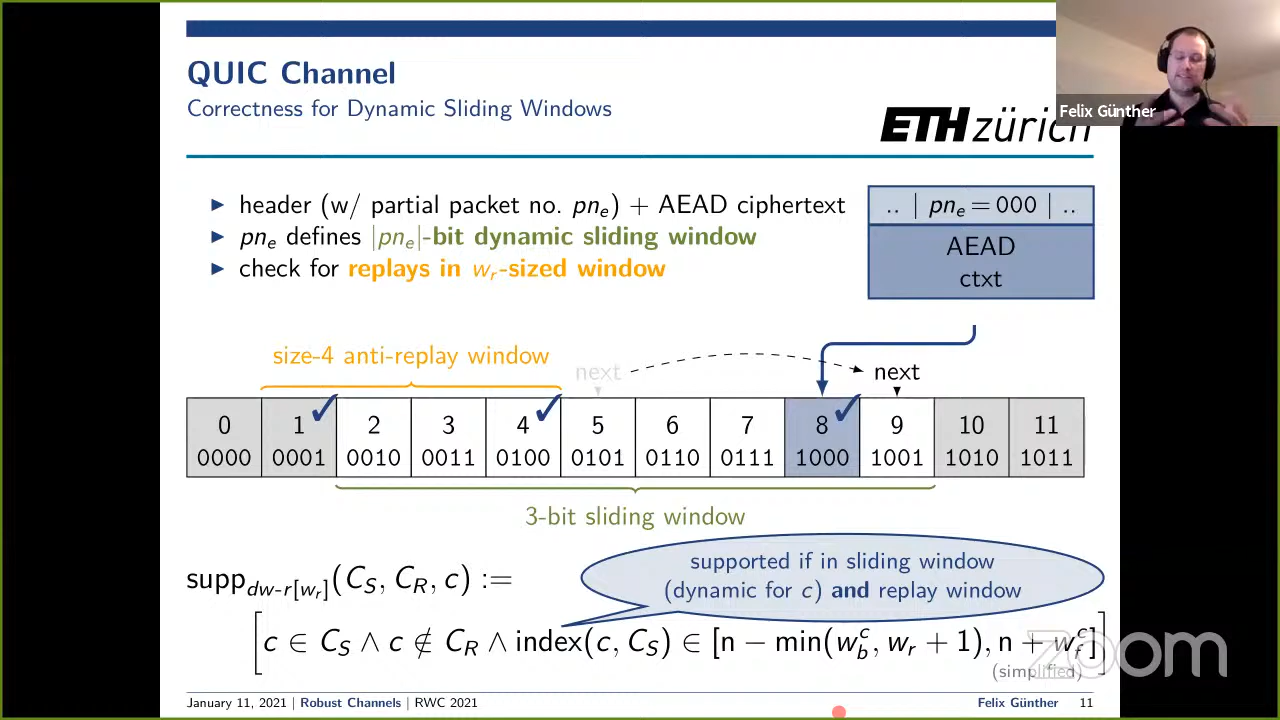 QUIC Channel
Correctness for Dynamic Sliding Windows
ETH zürich
Felix Günther
▶ header (w/ partial packet no. pnₑ) + AEAD ciphertext
▶ pnₑ defines |pnₑ|-bit dynamic sliding window
▶ check for replays in wᵣ-sized window
.. | pnₑ = 000 | ..
AEAD
ctxt
size-4 anti-replay window
next
next
0 1 2 3 4 5 6 7 8 9 10 11
0000 0001 0010 0011 0100 0101 0110 0111 1000 1001 1010 1011
3-bit sliding window
supported if in sliding window
(dynamic for c) and replay window
supp_{dw-r[w_r]}(C_S, C_R, c) :=
[c ∈ C_S ∧ c ∉ C_R ∧ index(c, C_S) ∈ [n − min(w_b^c, w_r + 1), n + w_f^c]]
(simplified)
zoom
January 11, 2021 | Robust Channels | RWC 2021
Felix Günther 11